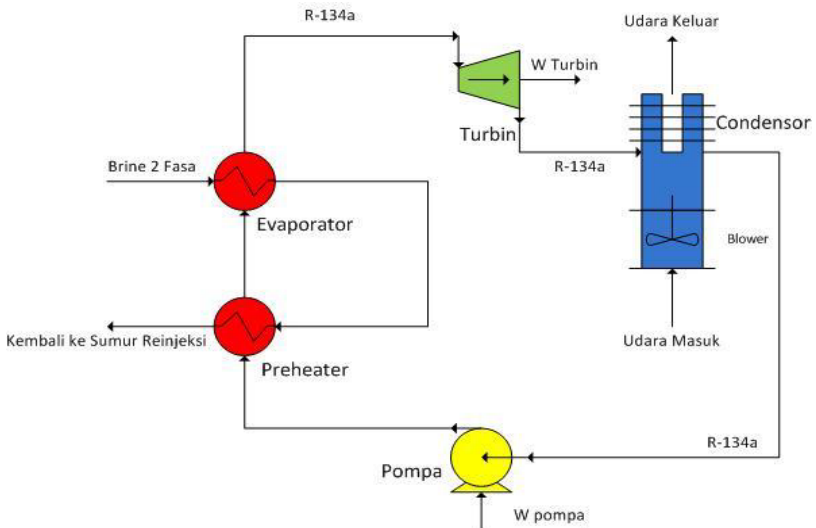 R-134a
Udara Keluar
W Turbin
Turbin
Condensor
R-134a
Brine 2 Fasa
Evaporator
Blower
Kembali ke Sumur Reinjeksi
Preheater
Udara Masuk
R-134a
Pompa
W pompa